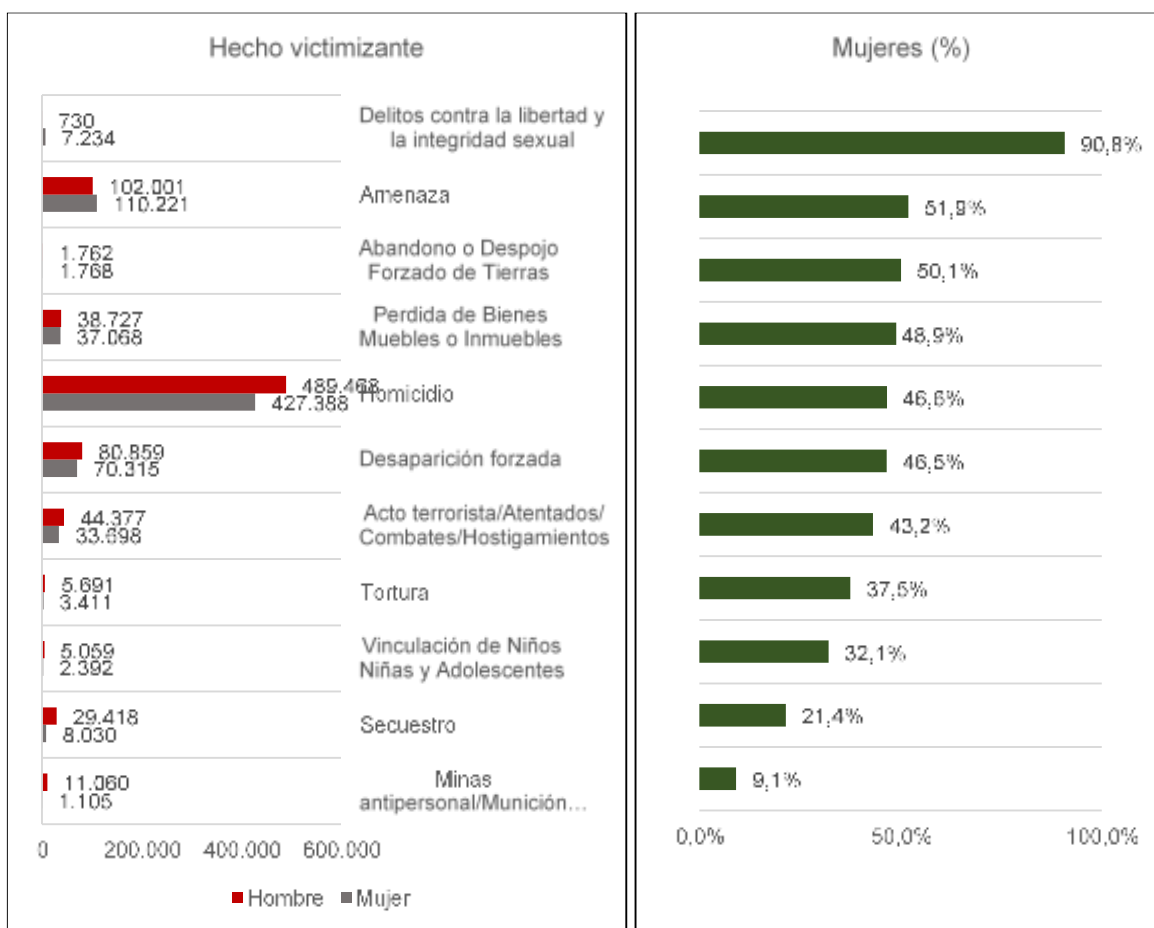 Hecho victimizante
730
7.234
Delitos contra la libertad y
la integridad sexual
102.001
110.221
Amenaza
1.762
1.768
Abandono o Despojo
Forzado de Tierras
38.727
37.068
Perdida de Bienes
Muebles o Inmuebles
489.468
427.388
Homicidio
80.859
70.315
Desaparición forzada
44.377
33.698
Acto terrorista/Atentados/
Combates/Hostigamientos
5.691
3.411
Tortura
5.059
2.392
Vinculación de Niños
Niñas y Adolescentes
29.418
8.030
Secuestro
11.060
1.105
Minas
antipersonal/Munición…
0 200.000 400.000 600.000
Hombre Mujer
Mujeres (%)
90,8%
51,9%
50,1%
48,9%
46,6%
46,5%
43,2%
37,5%
32,1%
21,4%
9,1%
0,0% 50,0% 100,0%